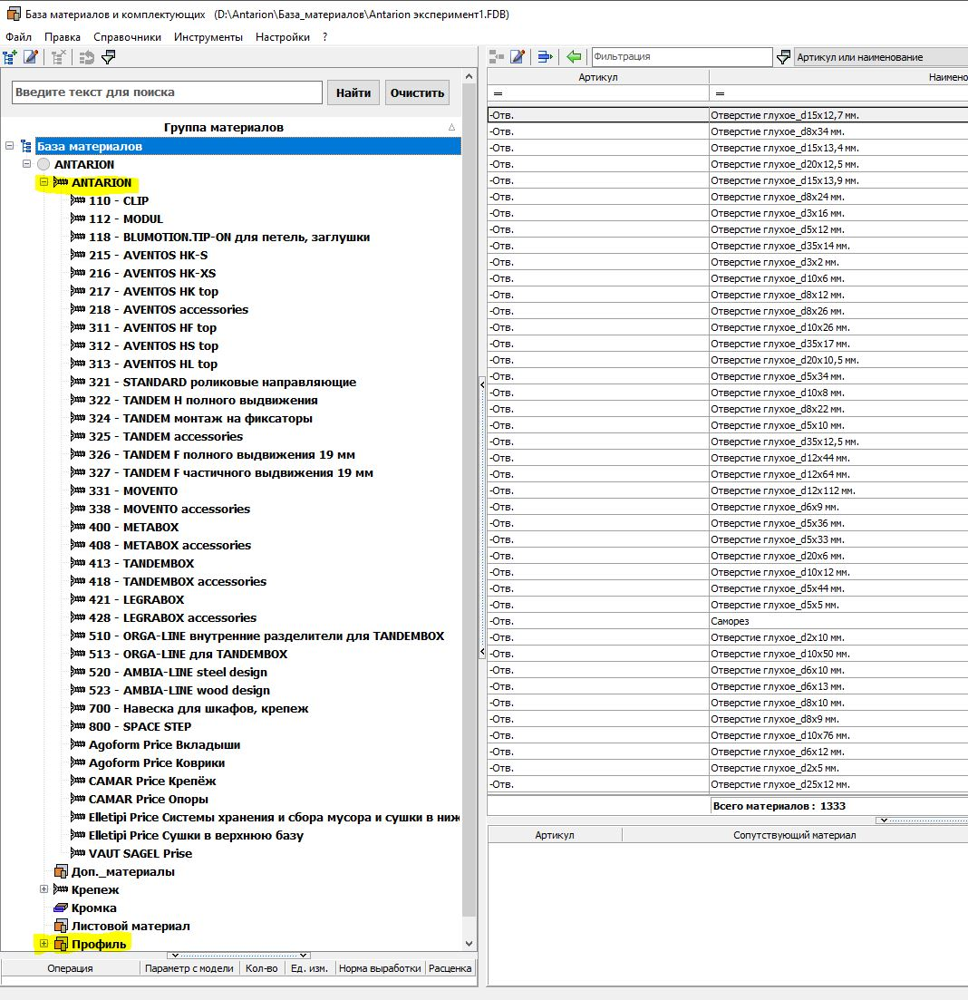 База материалов и комплектующих (D:\Antarion\База_материалов\Antarion эксперимент1.FDB)
Файл Правка Справочники Инструменты Настройки ?
Введите текст для поиска Найти Очистить
Группа материалов
База материалов
ANTARION
ANTARION
110 - CLIP
112 - MODUL
118 - BLUMOTION.TIP-ON для петель, заглушки
215 - AVENTOS HK-S
216 - AVENTOS HK-XS
217 - AVENTOS HK top
218 - AVENTOS accessories
311 - AVENTOS HF top
312 - AVENTOS HS top
313 - AVENTOS HL top
321 - STANDARD роликовые направляющие
322 - TANDEM H полного выдвижения
324 - TANDEM монтаж на фиксаторы
325 - TANDEM accessories
326 - TANDEM F полного выдвижения 19 мм
327 - TANDEM F частичного выдвижения 19 мм
331 - MOVENTO
338 - MOVENTO accessories
400 - METABOX
408 - METABOX accessories
413 - TANDEMBOX
418 - TANDEMBOX accessories
421 - LEGRABOX
428 - LEGRABOX accessories
510 - ORGA-LINE внутренние разделители для TANDEMBOX
513 - ORGA-LINE для TANDEMBOX
520 - AMBIA-LINE steel design
523 - AMBIA-LINE wood design
700 - Навеска для шкафов, крепеж
800 - SPACE STEP
Agoform Price Вкладыши
Agoform Price Коврики
CAMAR Price Крепёж
CAMAR Price Опоры
Elletipi Price Системы хранения и сбора мусора и сушки в ниж
Elletipi Price Сушки в верхнюю базу
VAUT SAGEL Prise
Доп._материалы
Крепеж
Кромка
Листовой материал
Профиль
Операция Параметр с модели Кол-во Ед. изм. Норма выработки Расценка
Фильтрация Артикул или наименование
Артикул Наимено
= =
-Отв. Отверстие глухое_d15x12,7 мм.
-Отв. Отверстие глухое_d8x34 мм.
-Отв. Отверстие глухое_d15x13,4 мм.
-Отв. Отверстие глухое_d20x12,5 мм.
-Отв. Отверстие глухое_d15x13,9 мм.
-Отв. Отверстие глухое_d8x24 мм.
-Отв. Отверстие глухое_d3x16 мм.
-Отв. Отверстие глухое_d5x12 мм.
-Отв. Отверстие глухое_d35x14 мм.
-Отв. Отверстие глухое_d3x2 мм.
-Отв. Отверстие глухое_d10x6 мм.
-Отв. Отверстие глухое_d8x12 мм.
-Отв. Отверстие глухое_d8x26 мм.
-Отв. Отверстие глухое_d10x26 мм.
-Отв. Отверстие глухое_d35x17 мм.
-Отв. Отверстие глухое_d20x10,5 мм.
-Отв. Отверстие глухое_d5x34 мм.
-Отв. Отверстие глухое_d10x8 мм.
-Отв. Отверстие глухое_d8x22 мм.
-Отв. Отверстие глухое_d5x10 мм.
-Отв. Отверстие глухое_d35x12,5 мм.
-Отв. Отверстие глухое_d12x44 мм.
-Отв. Отверстие глухое_d12x64 мм.
-Отв. Отверстие глухое_d12x112 мм.
-Отв. Отверстие глухое_d6x9 мм.
-Отв. Отверстие глухое_d5x36 мм.
-Отв. Отверстие глухое_d5x33 мм.
-Отв. Отверстие глухое_d20x6 мм.
-Отв. Отверстие глухое_d10x12 мм.
-Отв. Отверстие глухое_d5x44 мм.
-Отв. Отверстие глухое_d5x5 мм.
-Отв. Саморез
-Отв. Отверстие глухое_d2x10 мм.
-Отв. Отверстие глухое_d10x50 мм.
-Отв. Отверстие глухое_d6x10 мм.
-Отв. Отверстие глухое_d6x13 мм.
-Отв. Отверстие глухое_d8x10 мм.
-Отв. Отверстие глухое_d8x9 мм.
-Отв. Отверстие глухое_d10x76 мм.
-Отв. Отверстие глухое_d6x12 мм.
-Отв. Отверстие глухое_d2x5 мм.
-Отв. Отверстие глухое_d25x12 мм.
Всего материалов : 1333
Артикул Сопутствующий материал